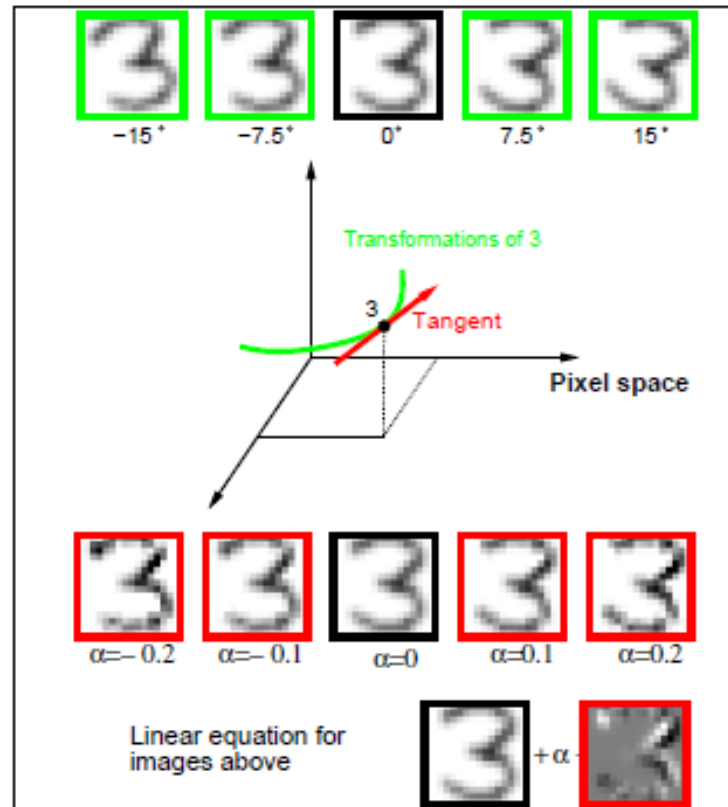 −15° −7.5° 0° 7.5° 15°
Transformations of 3
3
Tangent
Pixel space
α=− 0.2 α=− 0.1 α=0 α=0.1 α=0.2
Linear equation for
images above
+ α